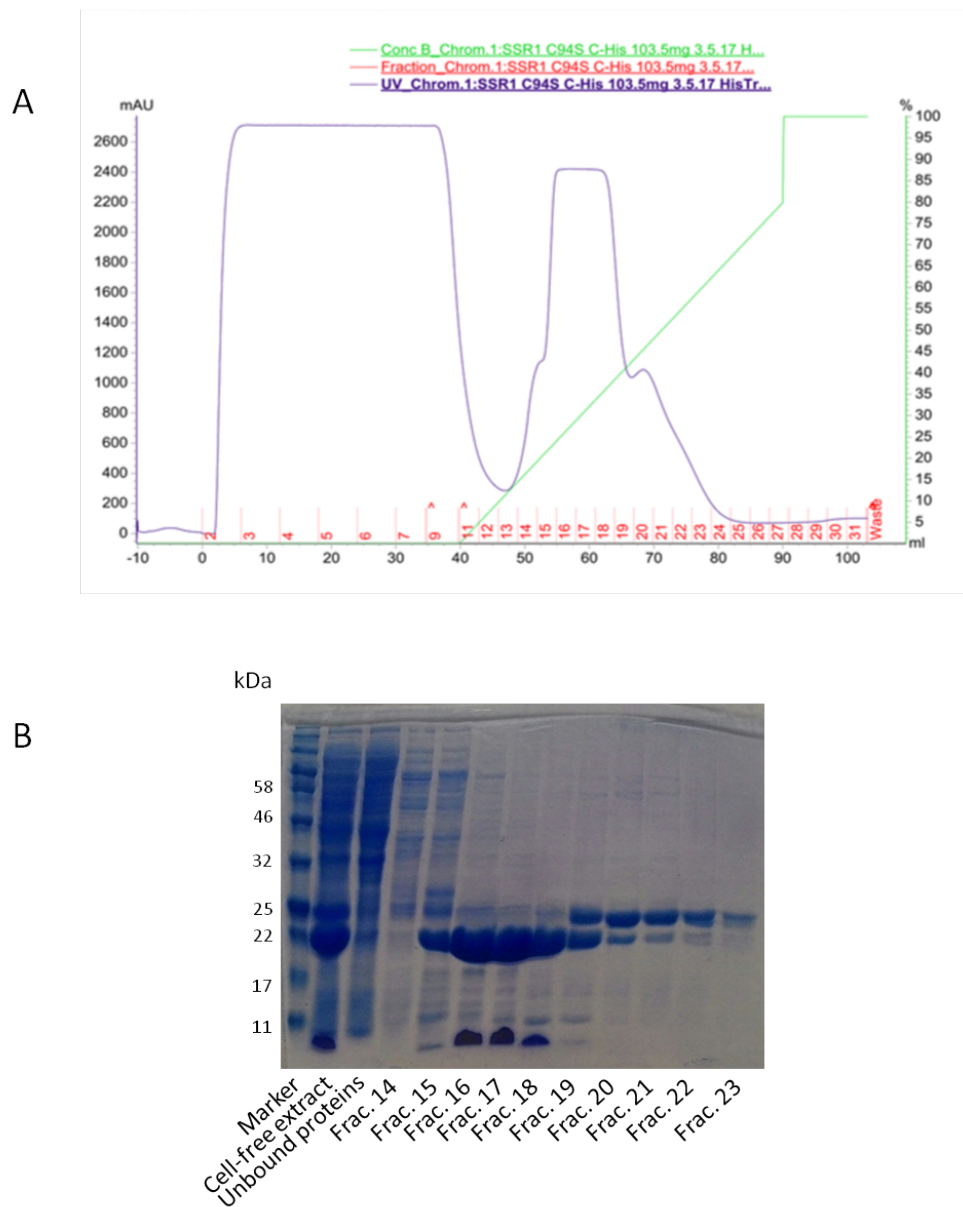 A
Conc B_Chrom.1:SSR1 C94S C-His 103.5mg 3.5.17 H...
Fraction_Chrom.1:SSR1 C94S C-His 103.5mg 3.5.17...
UV_Chrom.1:SSR1 C94S C-His 103.5mg 3.5.17 HisTr...
mAU %
2600
2400
2200
2000
1800
1600
1400
1200
1000
800
600
400
200
0
100
95
90
85
80
75
70
65
60
55
50
45
40
35
30
25
20
15
10
5
2 3 4 5 6 7 9 11 12 13 14 15 16 17 18 19 20 21 22 23 24 25 26 27 28 29 30 31 Waste
-10 0 10 20 30 40 50 60 70 80 90 100 ml
B
kDa
58
46
32
25
22
17
11
Marker
Cell-free extract
Unbound proteins
Frac. 14
Frac. 15
Frac. 16
Frac. 17
Frac. 18
Frac. 19
Frac. 20
Frac. 21
Frac. 22
Frac. 23